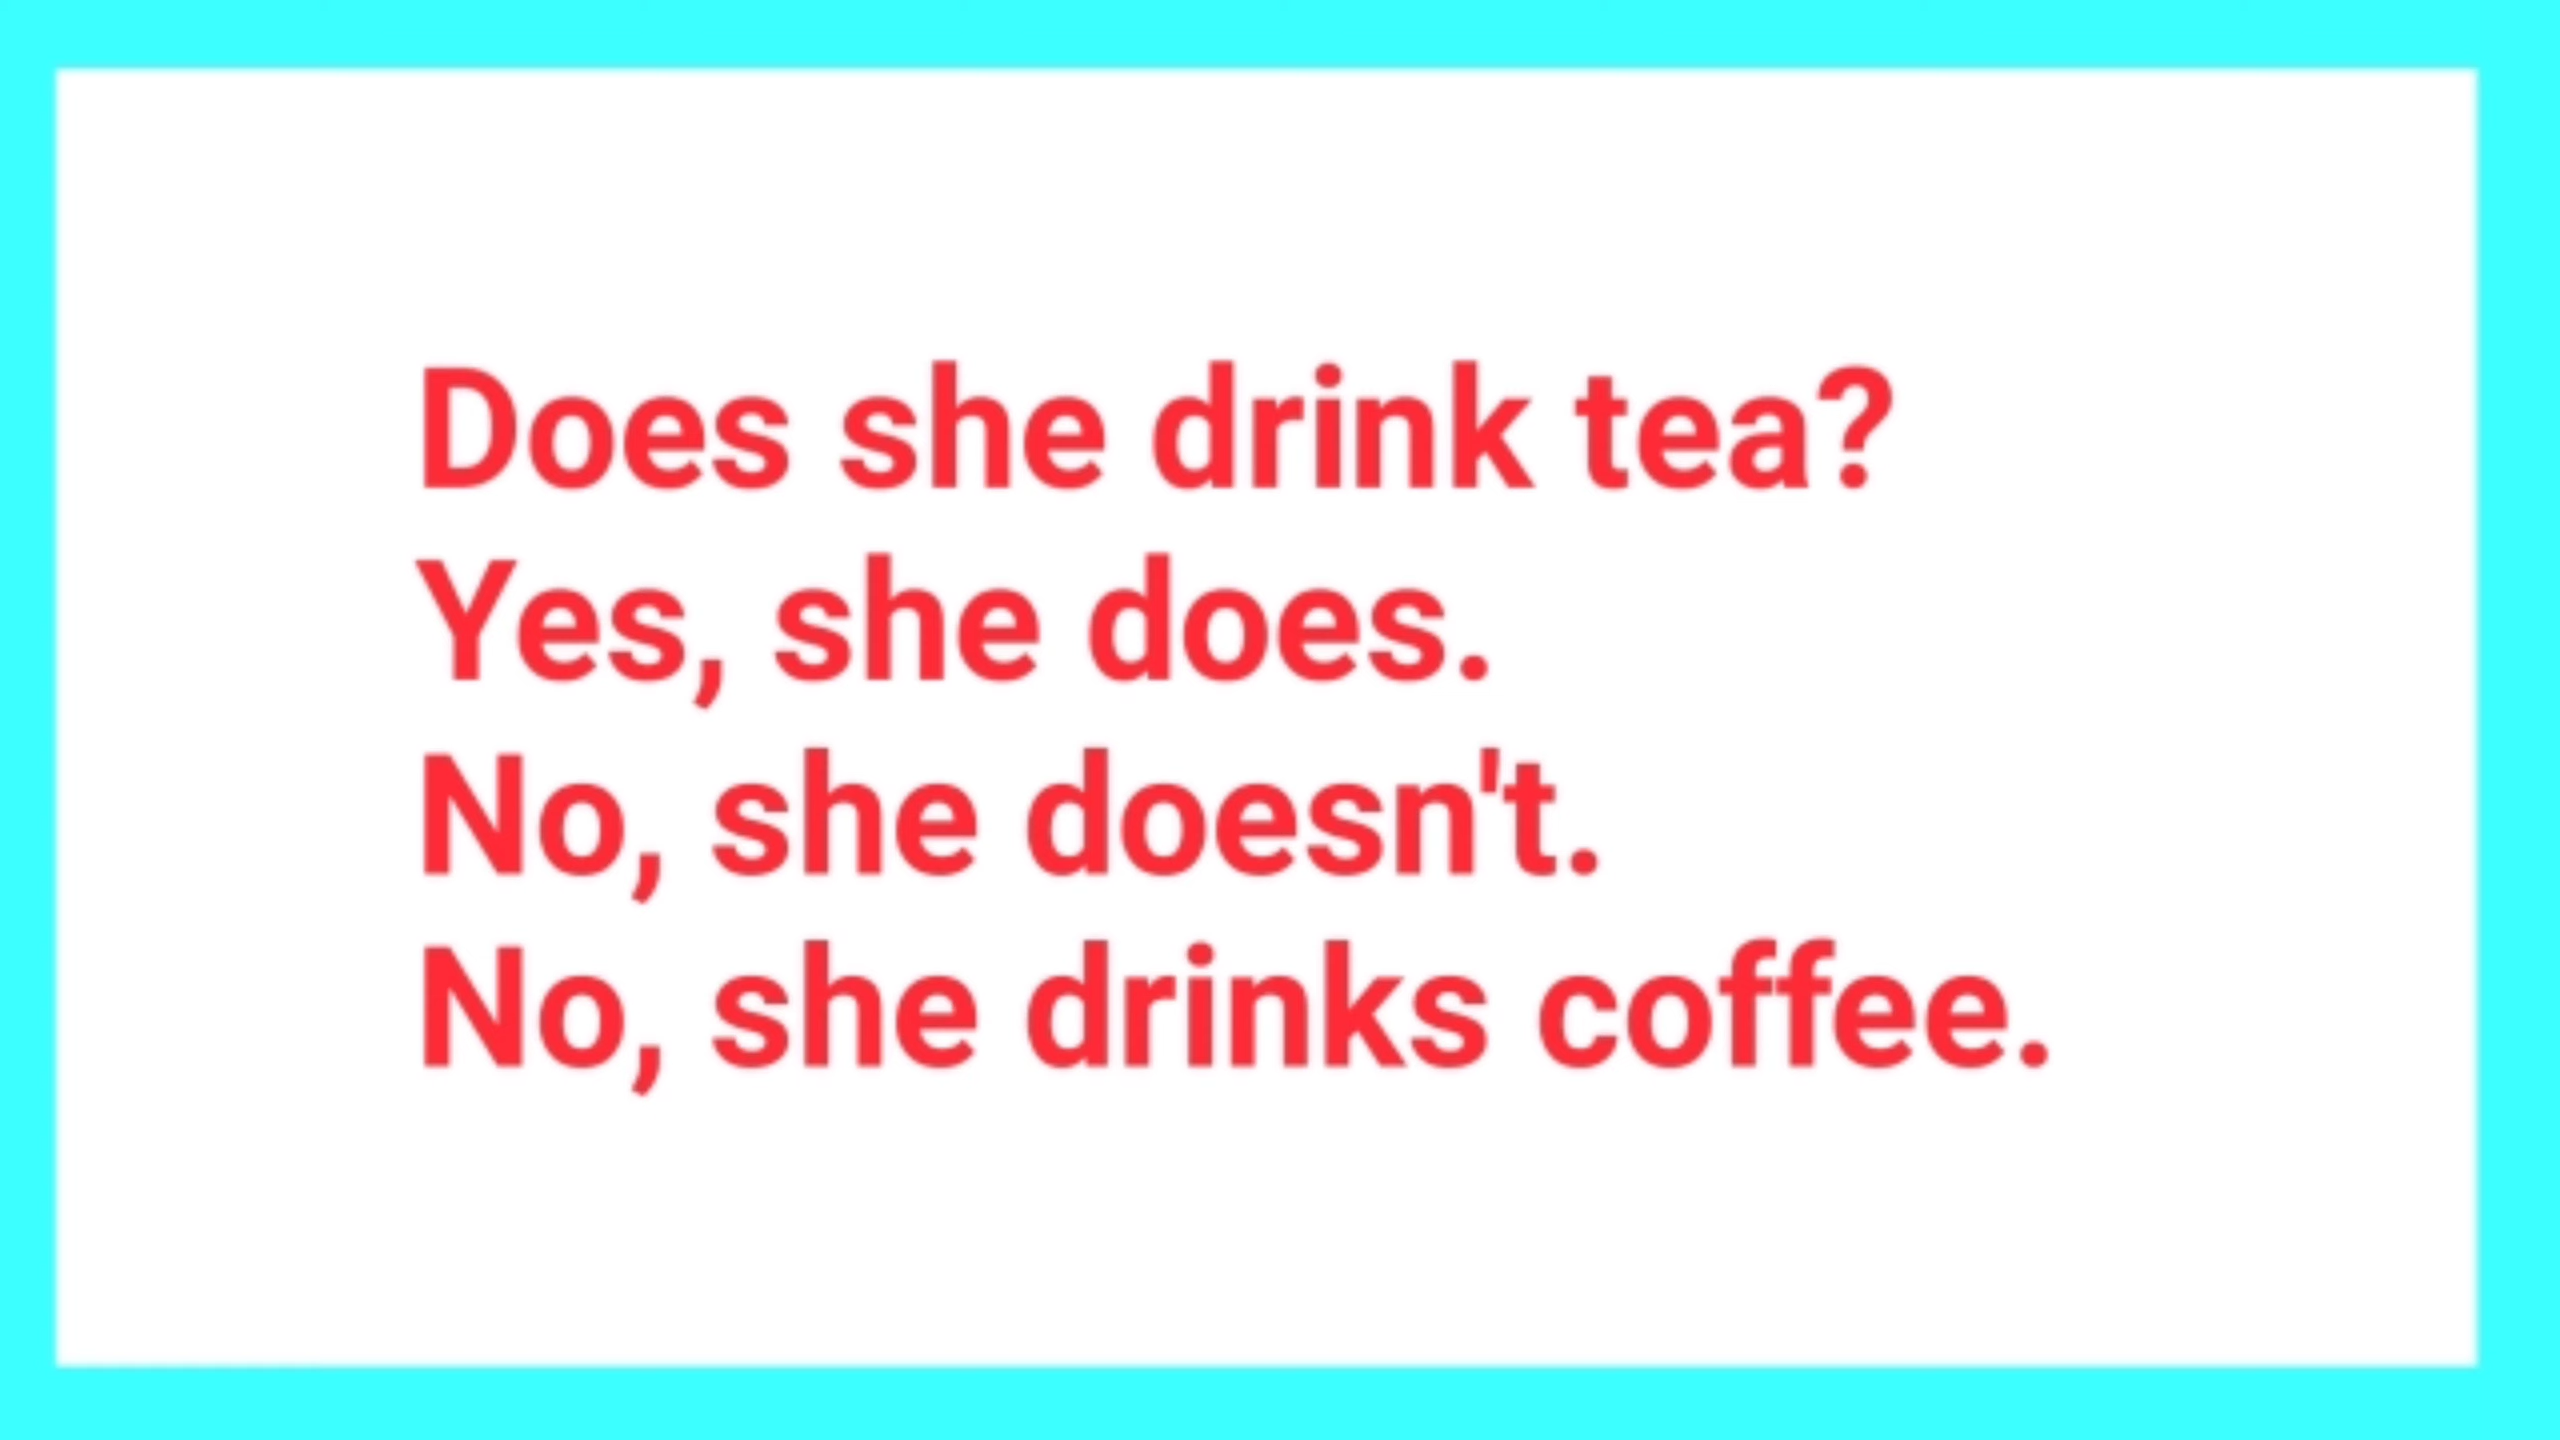 Does she drink tea?
Yes, she does.
No, she doesn't.
No, she drinks coffee.